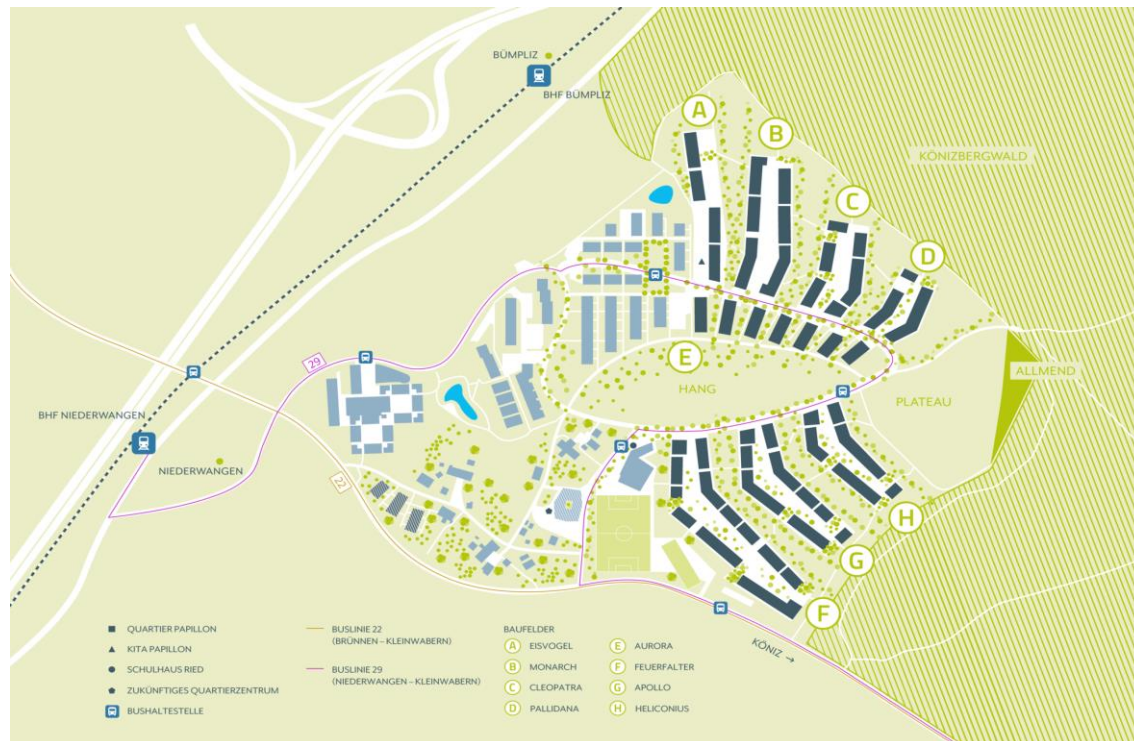 BÜMPLIZ
BHF BÜMPLIZ
A
B
KÖNIZBERGWALD
C
D
29
E
HANG
ALLMEND
PLATEAU
BHF NIEDERWANGEN
NIEDERWANGEN
22
H
G
F
KÖNIZ →
QUARTIER PAPILLON
KITA PAPILLON
SCHULHAUS RIED
ZUKÜNFTIGES QUARTIERZENTRUM
BUSHALTESTELLE
BUSLINIE 22
(BRÜNNEN – KLEINWABERN)
BUSLINIE 29
(NIEDERWANGEN – KLEINWABERN)
BAUFELDER
A EISVOGEL
B MONARCH
C CLEOPATRA
D PALLIDANA
E AURORA
F FEUERFALTER
G APOLLO
H HELICONIUS